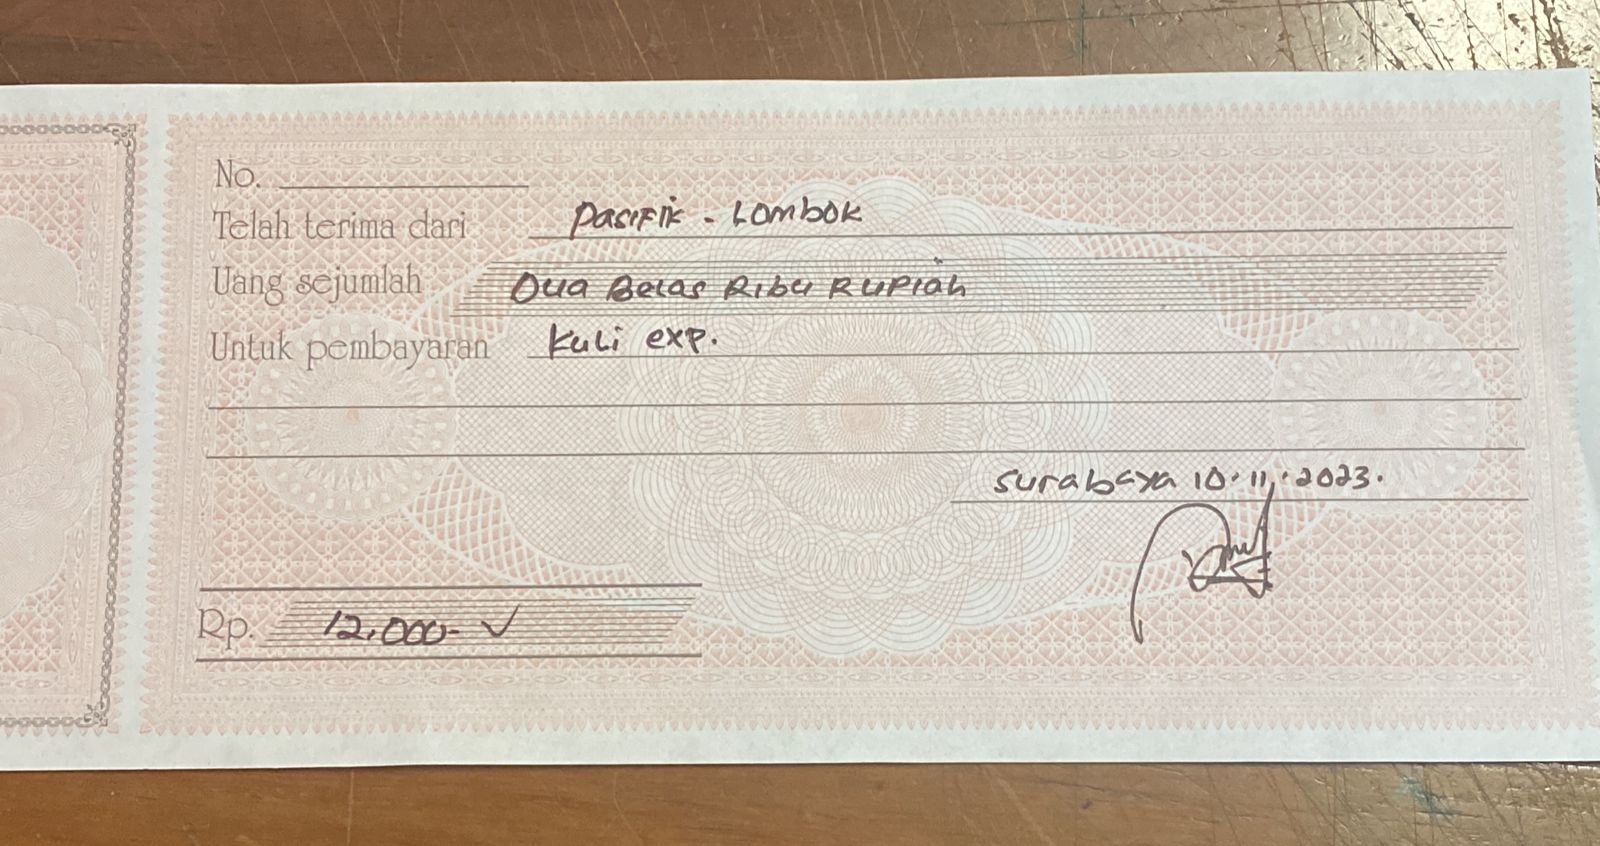 No.
Telah terima dari Pasifik - Lombok
Uang sejumlah Dua Belas Ribu Rupiah
Untuk pembayaran Kuli exp.
Surabaya 10.11.2023.
Rp. 12.000-